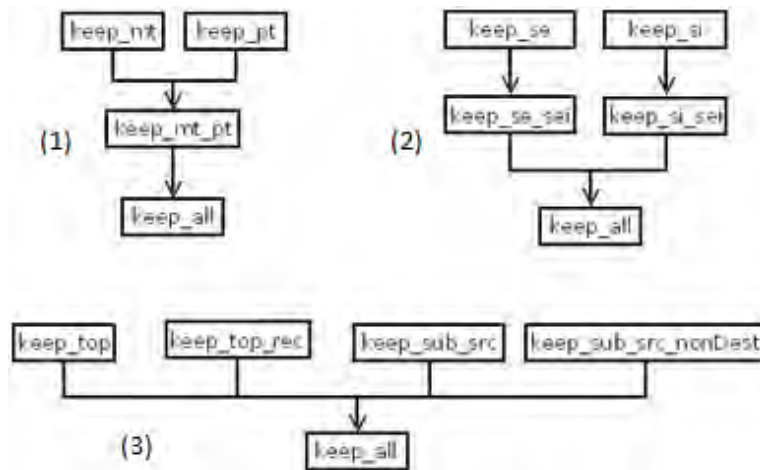 keep_mt
keep_pt
keep_mt_pt
(1)
keep_all
keep_se
keep_si
keep_se_sei
keep_si_sei
(2)
keep_all
keep_top
keep_top_rec
keep_sub_src
keep_sub_src_nonDest
(3)
keep_all